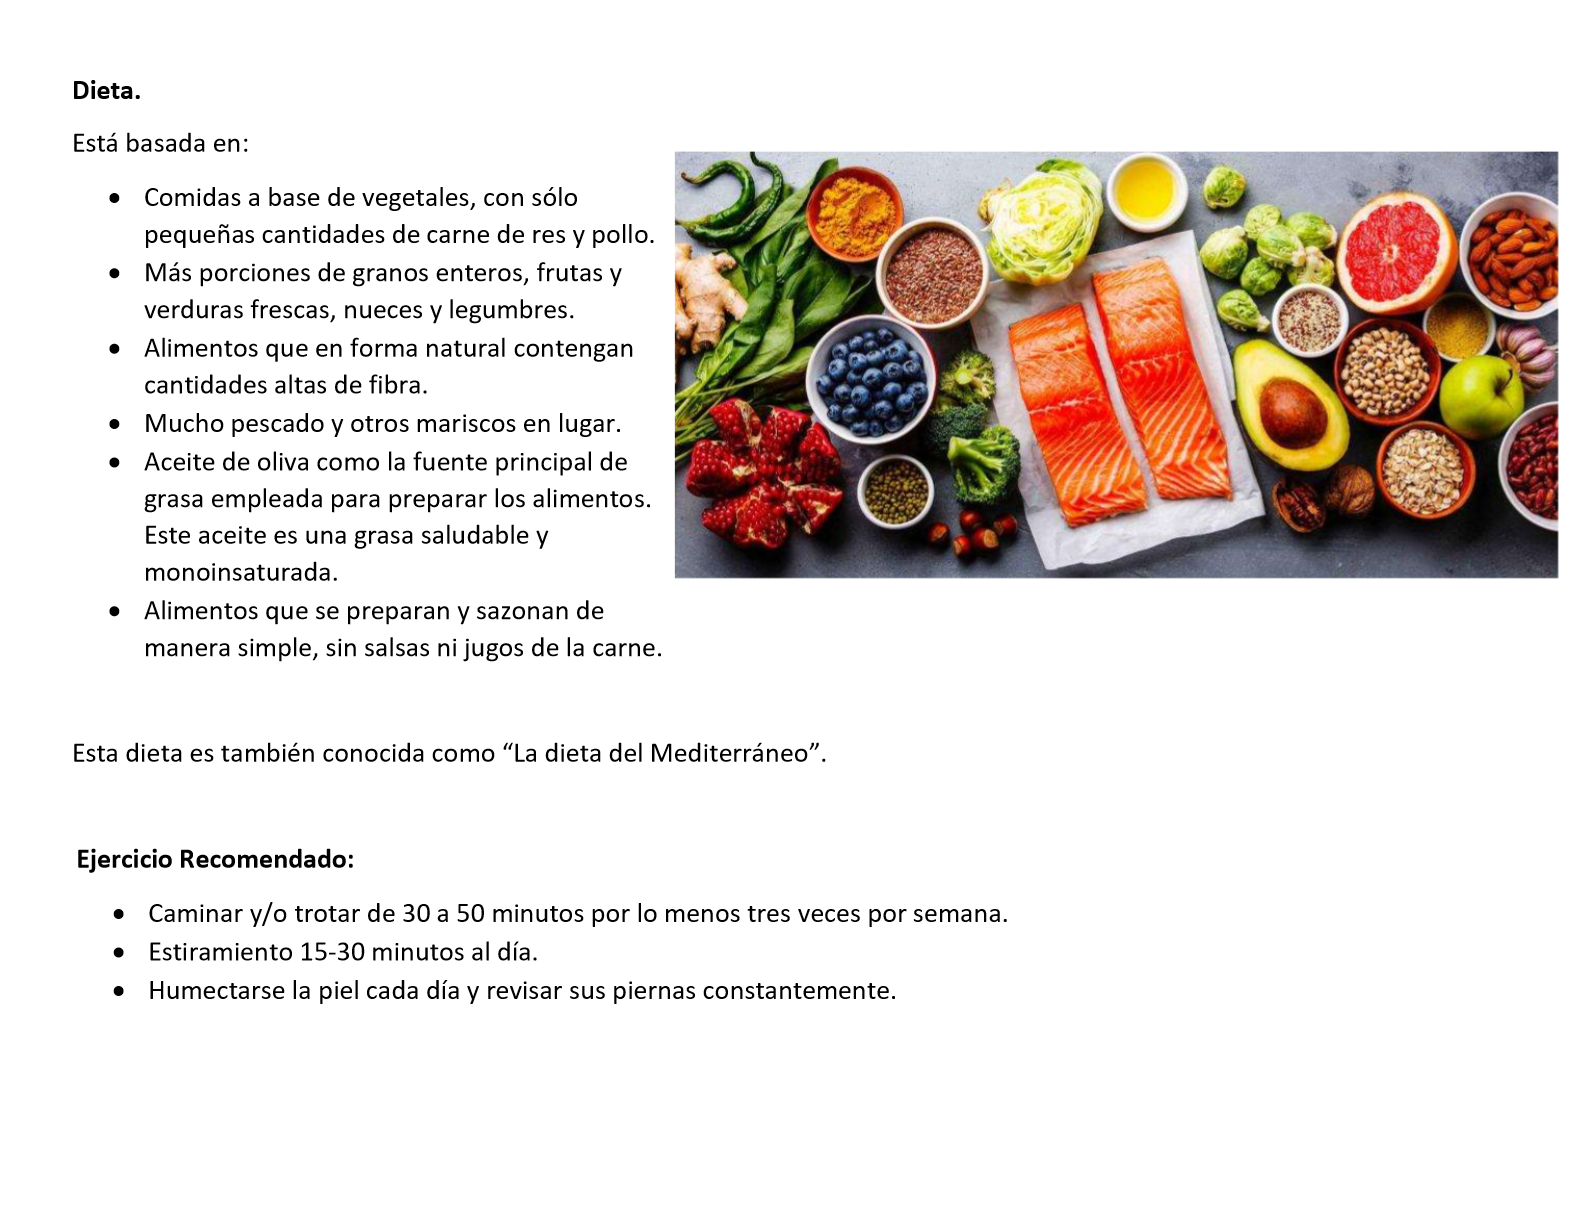 Dieta.
Está basada en:
• Comidas a base de vegetales, con sólo
pequeñas cantidades de carne de res y pollo.
• Más porciones de granos enteros, frutas y
verduras frescas, nueces y legumbres.
• Alimentos que en forma natural contengan
cantidades altas de fibra.
• Mucho pescado y otros mariscos en lugar.
• Aceite de oliva como la fuente principal de
grasa empleada para preparar los alimentos.
Este aceite es una grasa saludable y
monoinsaturada.
• Alimentos que se preparan y sazonan de
manera simple, sin salsas ni jugos de la carne.
Esta dieta es también conocida como “La dieta del Mediterráneo”.
Ejercicio Recomendado:
• Caminar y/o trotar de 30 a 50 minutos por lo menos tres veces por semana.
• Estiramiento 15-30 minutos al día.
• Humectarse la piel cada día y revisar sus piernas constantemente.